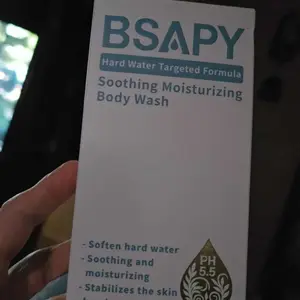 BSAPY
Hard Water Targeted Formula
Soothing Moisturizing
Body Wash
- Soften hard water
- Soothing and
moisturizing
- Stabilizes the skin
PH
5.5